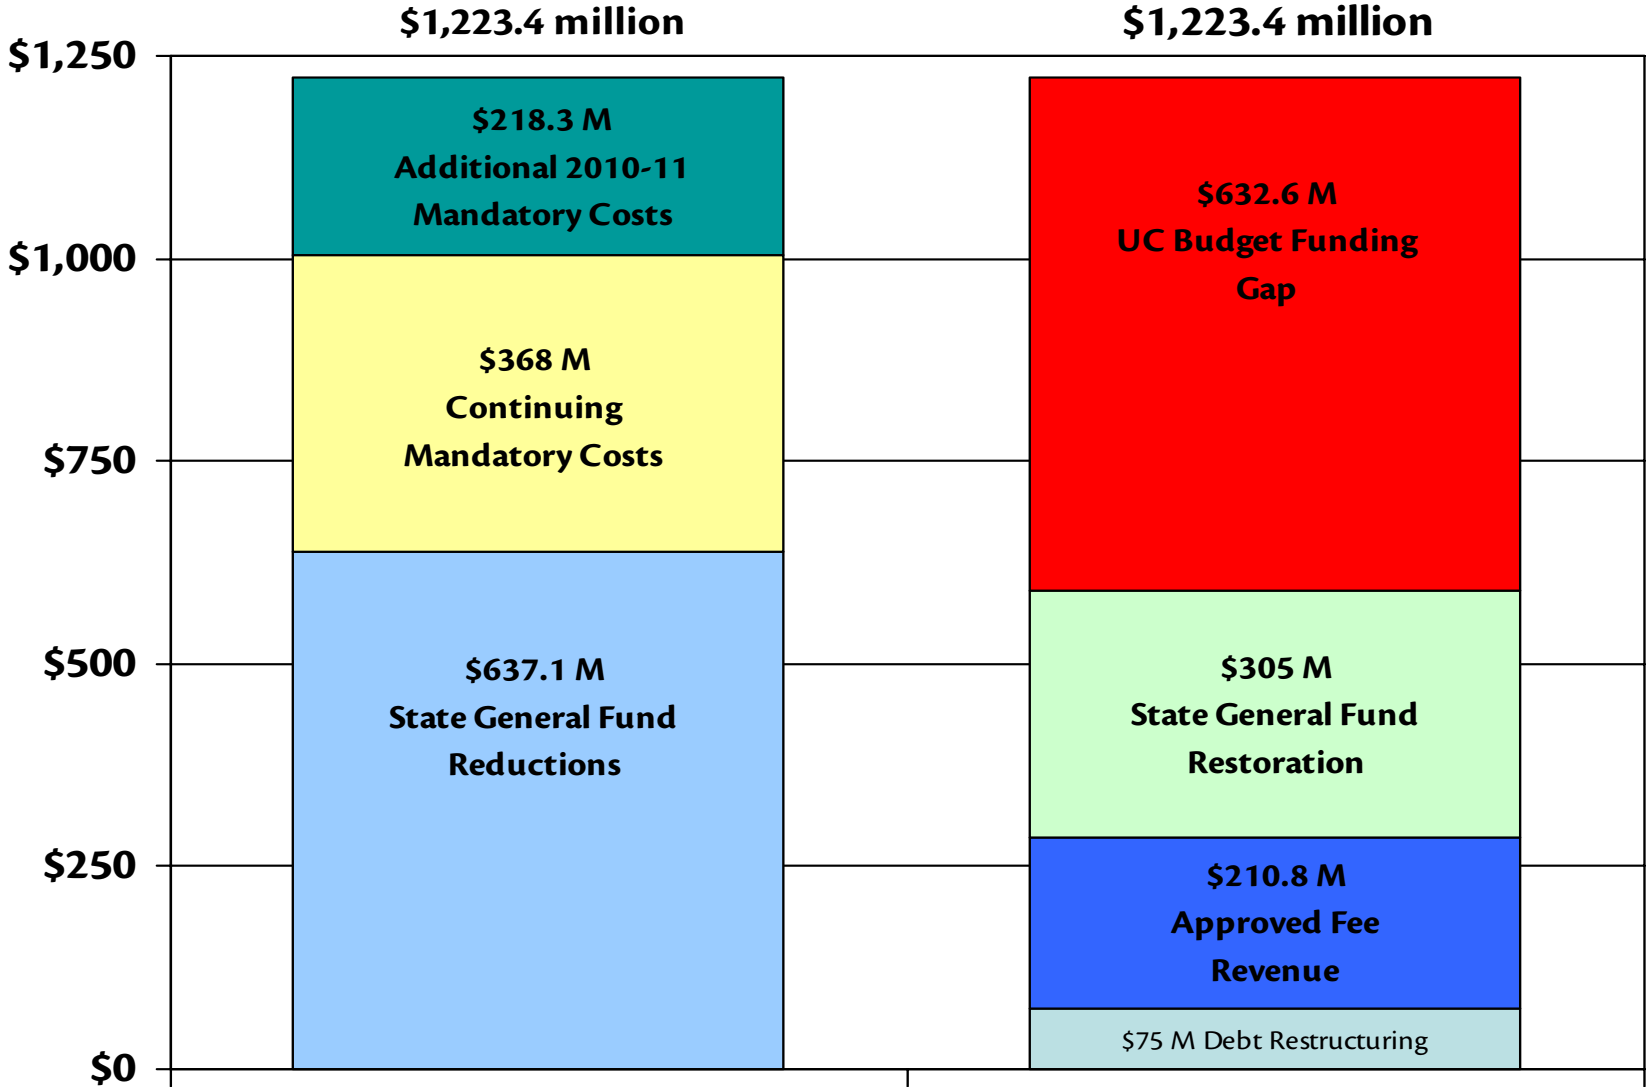 $1,223.4 million
$1,223.4 million
$1,250
$1,000
$750
$500
$250
$0
$218.3 M
Additional 2010-11
Mandatory Costs
$368 M
Continuing
Mandatory Costs
$637.1 M
State General Fund
Reductions
$632.6 M
UC Budget Funding
Gap
$305 M
State General Fund
Restoration
$210.8 M
Approved Fee
Revenue
$75 M Debt Restructuring